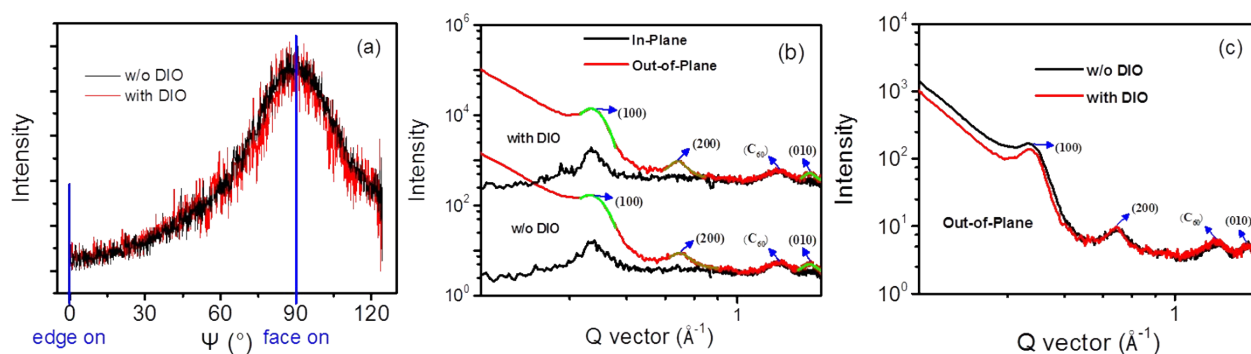 (a)
w/o DIO
with DIO
Intensity
0 30 60 90 120
edge on Ψ (°) face on
(b)
In-Plane
Out-of-Plane
(100)
with DIO
(200)
(C60)
(010)
(100)
w/o DIO
(200)
(C60)
(010)
Intensity
10^6
10^4
10^2
10^0
1
Q vector (Å^-1)
(c)
w/o DIO
with DIO
(100)
Out-of-Plane
(200)
(C60)
(010)
Intensity
10^4
10^3
10^2
10^1
10^0
1
Q vector (Å^-1)